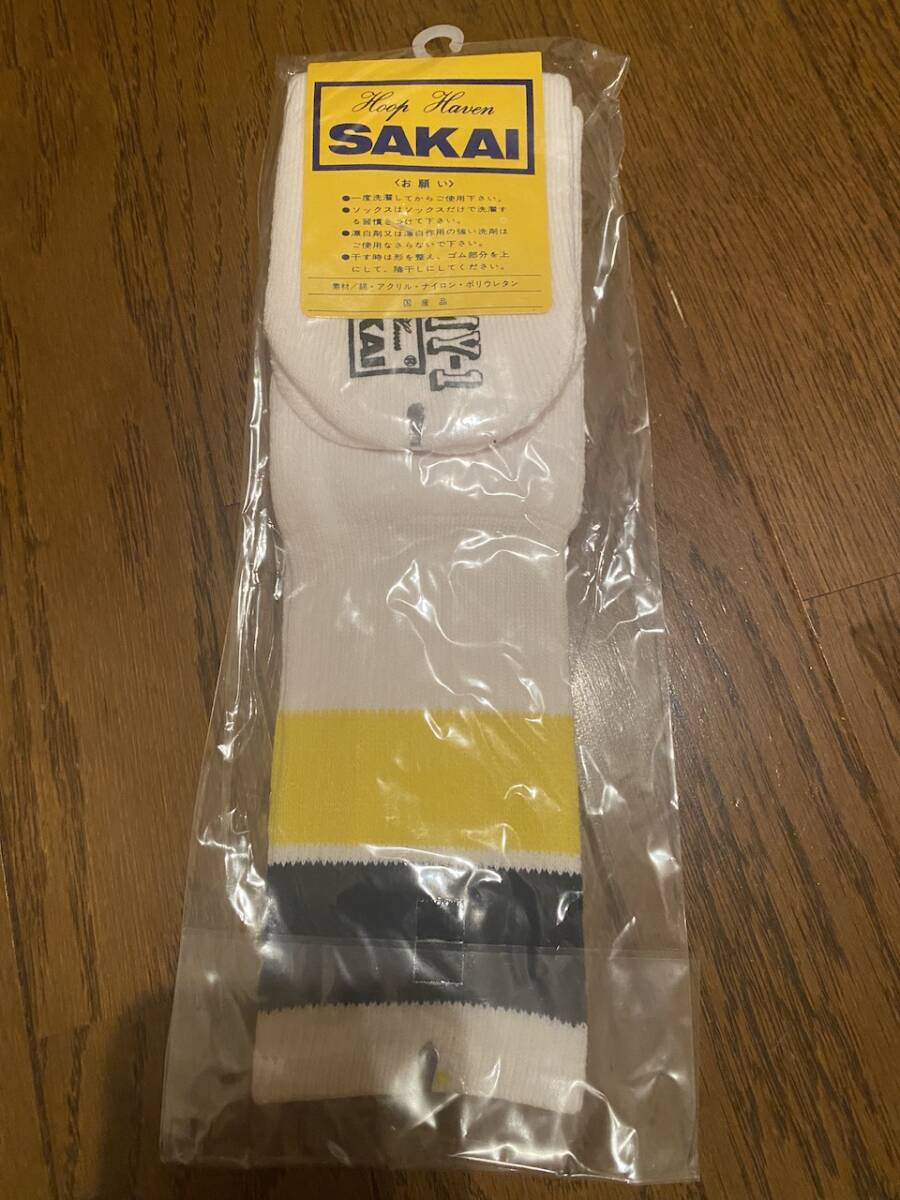 Hoop Haven
SAKAI
〈お願い〉
●一度洗濯してからご使用下さい。
●ソックスはソックスだけで洗濯す
る習慣をつけて下さい。
●漂白剤又は漂白作用の強い洗剤は
ご使用なさらないで下さい。
●干す時は形を整え、ゴム部分を上
にして、陰干しにしてください。
素材／綿・アクリル・ナイロン・ポリウレタン
国産品
IY-1
®
KAI